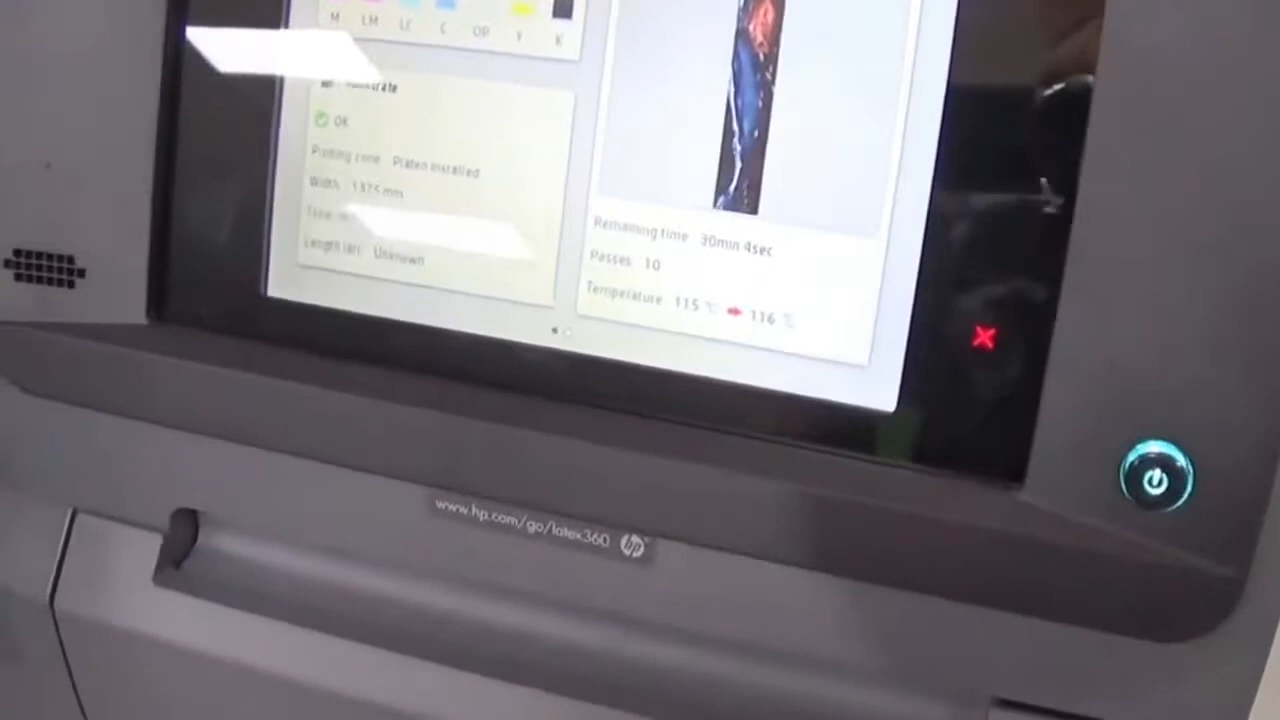 M LM LC C OP Y K
OK
Printing zone Platen installed
Width 1375 mm
Length left Unknown
Remaining time 30min 4sec
Passes 10
Temperature 115 °C 116 °C
www.hp.com/go/latex360 hp